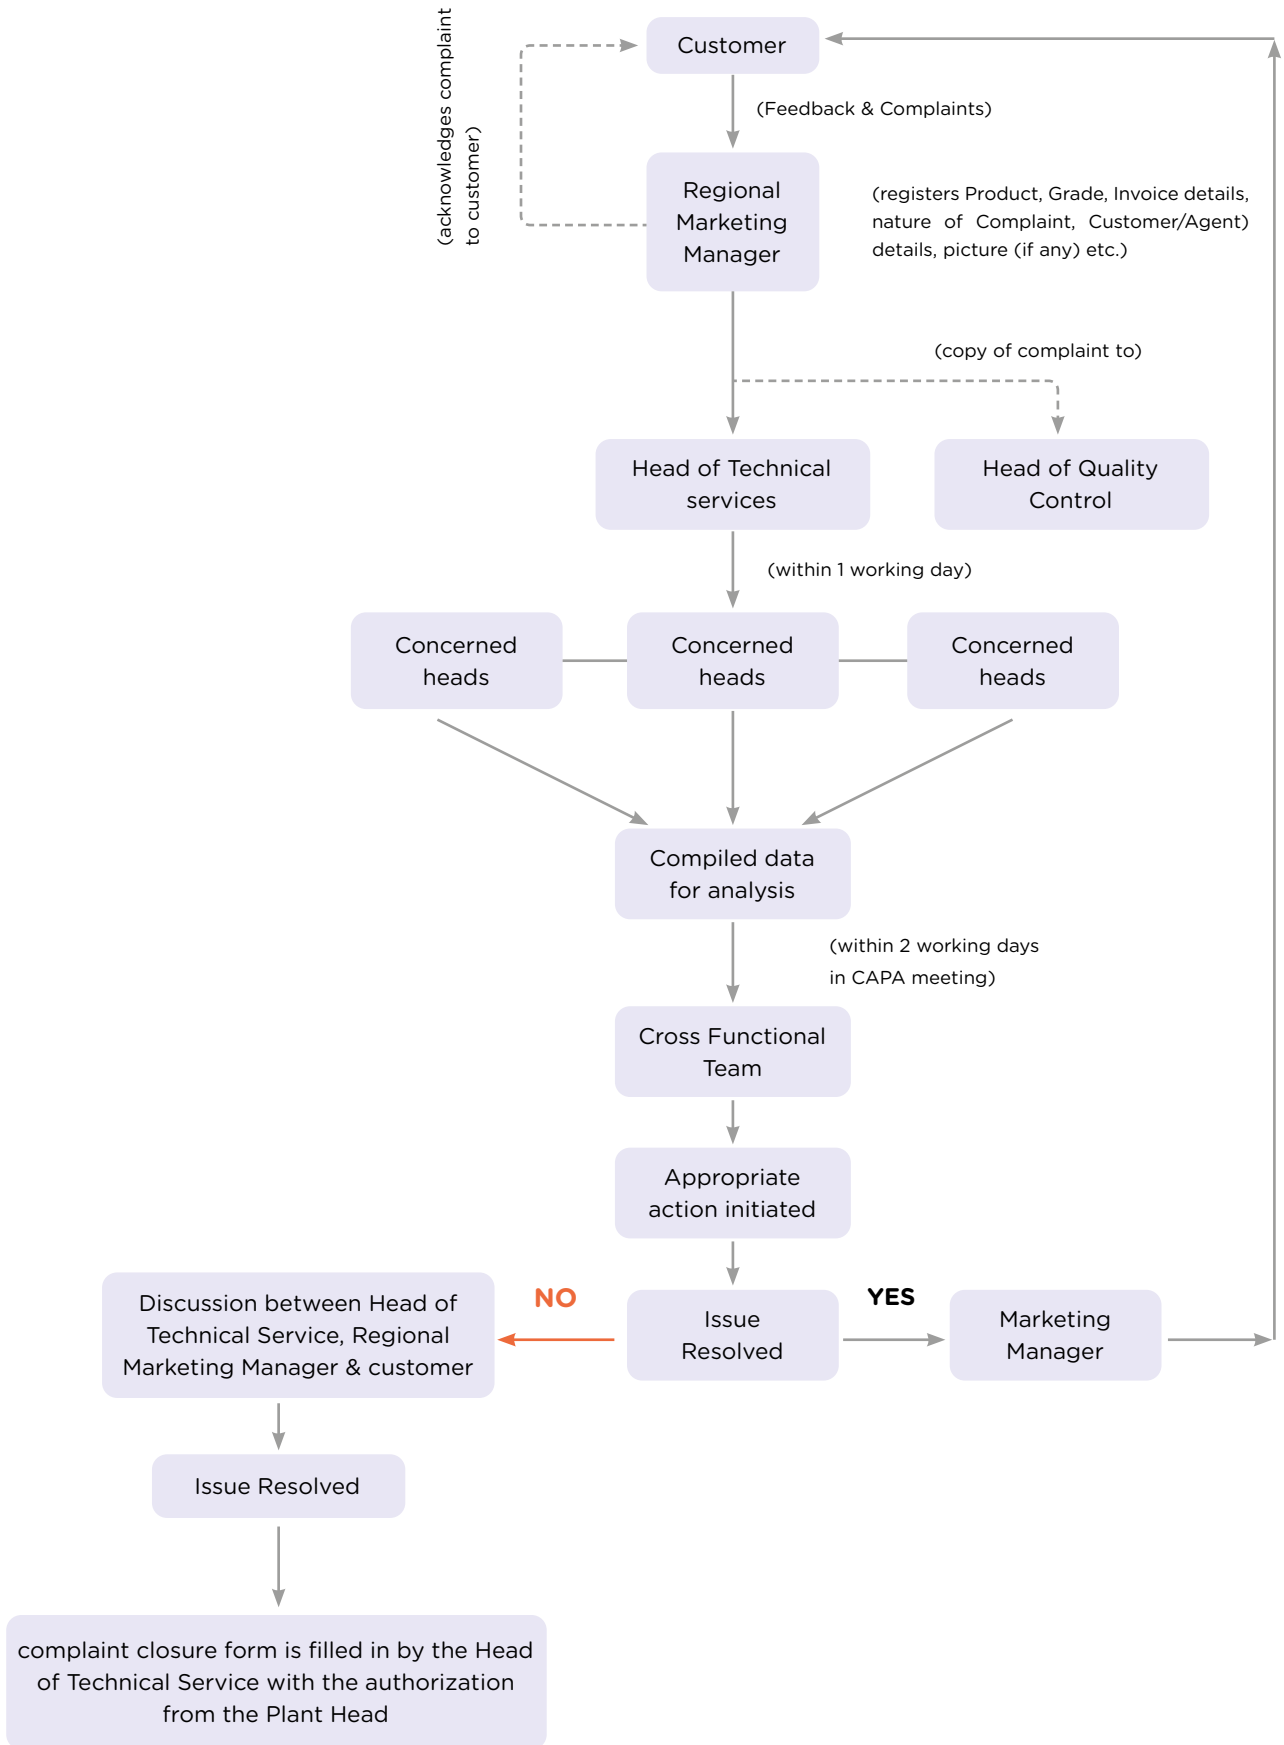 Customer
(acknowledges complaint
to customer)
(Feedback & Complaints)
Regional
Marketing
Manager
(registers Product, Grade, Invoice details,
nature of Complaint, Customer/Agent)
details, picture (if any) etc.)
(copy of complaint to)
Head of Technical
services
Head of Quality
Control
(within 1 working day)
Concerned
heads
Concerned
heads
Concerned
heads
Compiled data
for analysis
(within 2 working days
in CAPA meeting)
Cross Functional
Team
Appropriate
action initiated
Discussion between Head of
Technical Service, Regional
Marketing Manager & customer
NO
Issue
Resolved
YES
Marketing
Manager
Issue Resolved
complaint closure form is filled in by the Head
of Technical Service with the authorization
from the Plant Head